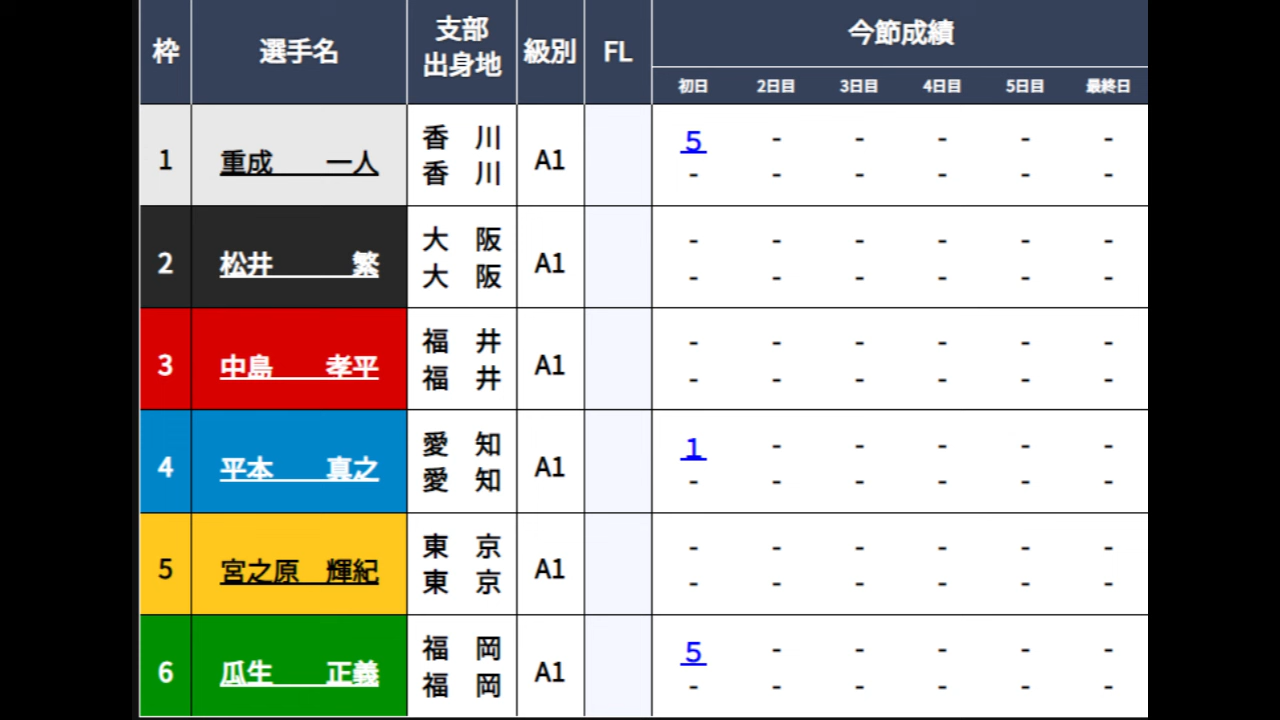 枠 選手名 支部 出身地 級別 FL 今節成績
初日 2日目 3日目 4日目 5日目 最終日
1 重成 一人 香川 A1 5 - - - - -
香川 - - - - - -
2 松井 繁 大阪 A1 - - - - - -
大阪 - - - - - -
3 中島 孝平 福井 A1 - - - - - -
福井 - - - - - -
4 平本 真之 愛知 A1 1 - - - - -
愛知 - - - - - -
5 宮之原 輝紀 東京 A1 - - - - - -
東京 - - - - - -
6 瓜生 正義 福岡 A1 5 - - - - -
福岡 - - - - - -